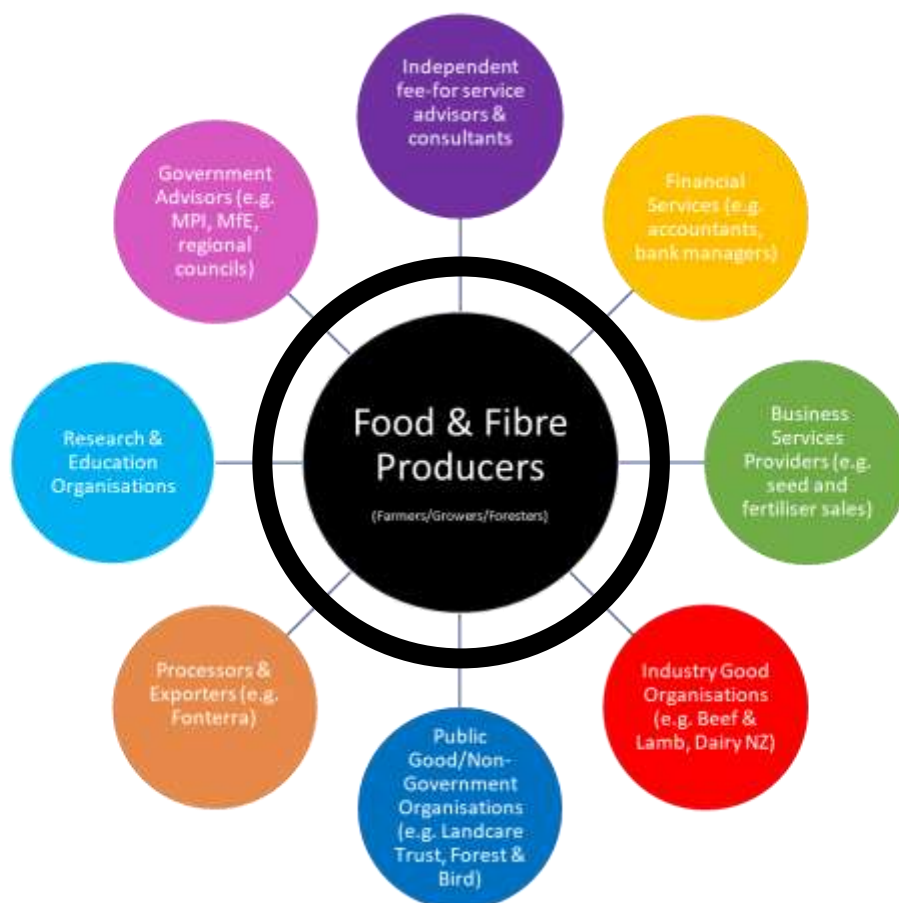 Independent
fee-for service
advisors &
consultants
Government
Advisors (e.g.
MPI, MfE,
regional
councils)
Financial
Services (e.g.
accountants,
bank managers)
Food & Fibre
Producers
(Farmers/Growers/Foresters)
Research &
Education
Organisations
Business
Services
Providers (e.g.
seed and
fertiliser sales)
Processors &
Exporters (e.g.
Fonterra)
Industry Good
Organisations
(e.g. Beef &
Lamb, Dairy NZ)
Public
Good/Non-
Government
Organisations
(e.g. Landcare
Trust, Forest &
Bird)